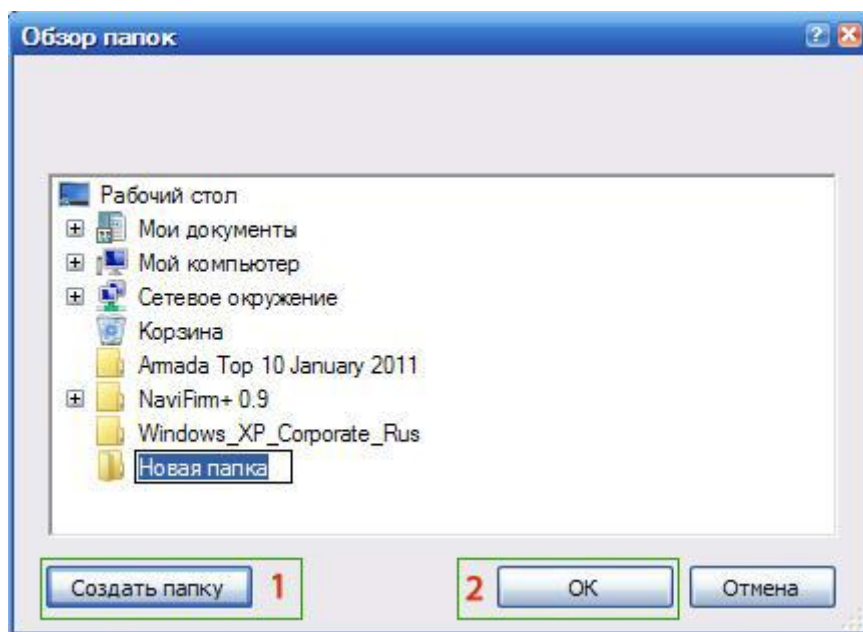 Обзор папок
Рабочий стол
Мои документы
Мой компьютер
Сетевое окружение
Корзина
Armada Top 10 January 2011
NaviFirm+ 0.9
Windows_XP_Corporate_Rus
Новая папка
Создать папку 1 2 OK Отмена